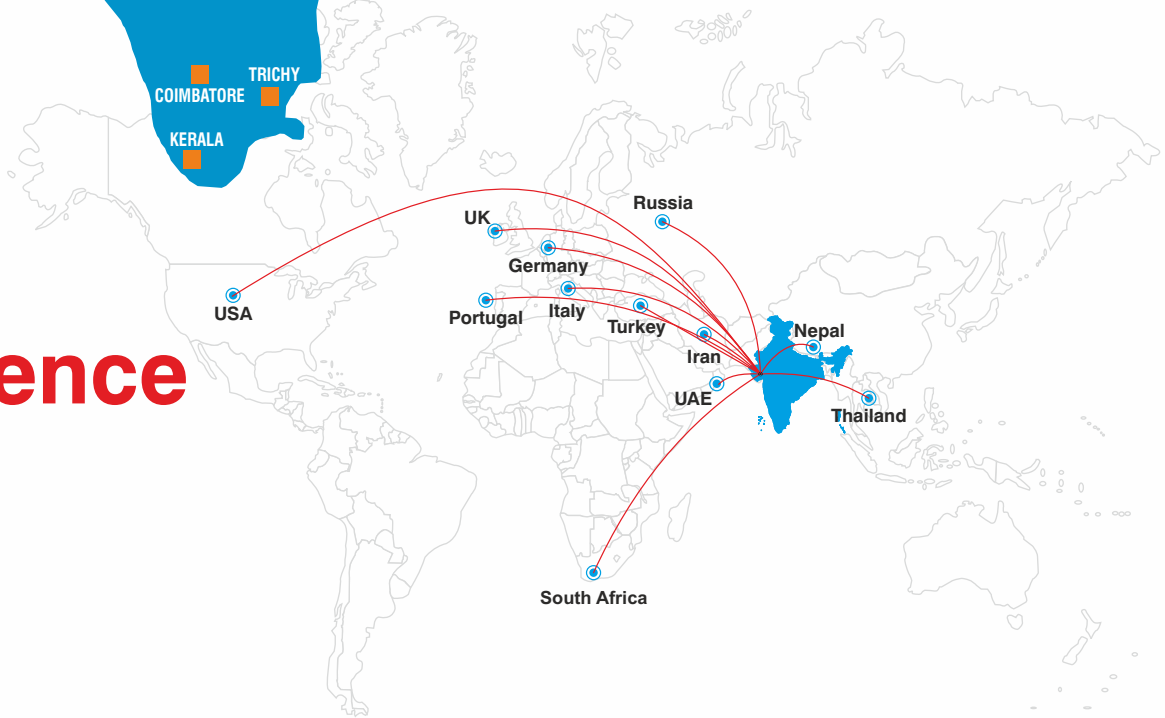 TRICHY
COIMBATORE
KERALA
Russia
UK
Germany
USA
Portugal
Italy
Turkey
Nepal
Iran
ence
UAE
Thailand
South Africa